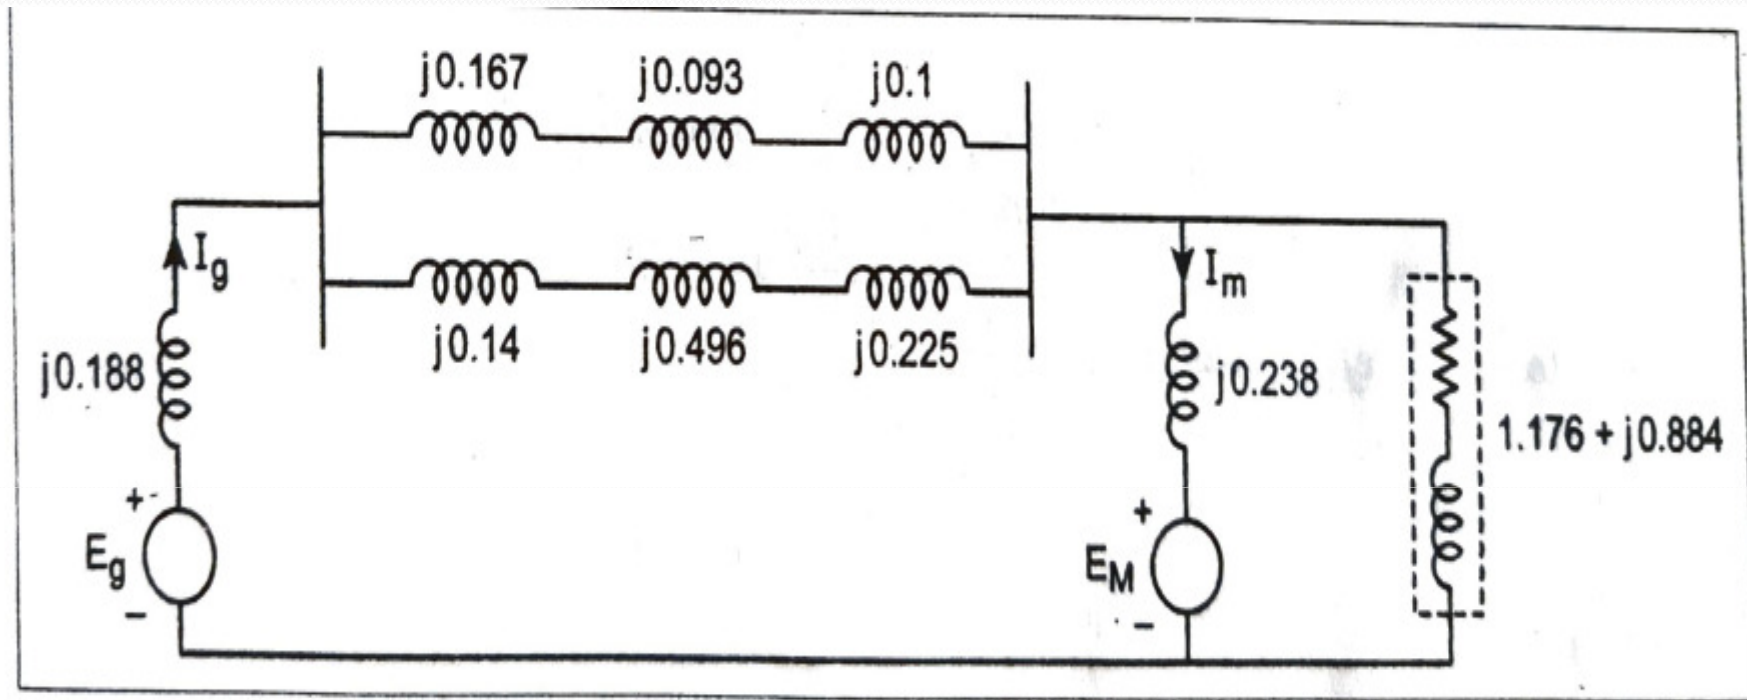 j0.167 j0.093 j0.1
Ig Im
j0.14 j0.496 j0.225
j0.188 j0.238
1.176 + j0.884
+
+
Eg EM
−
−